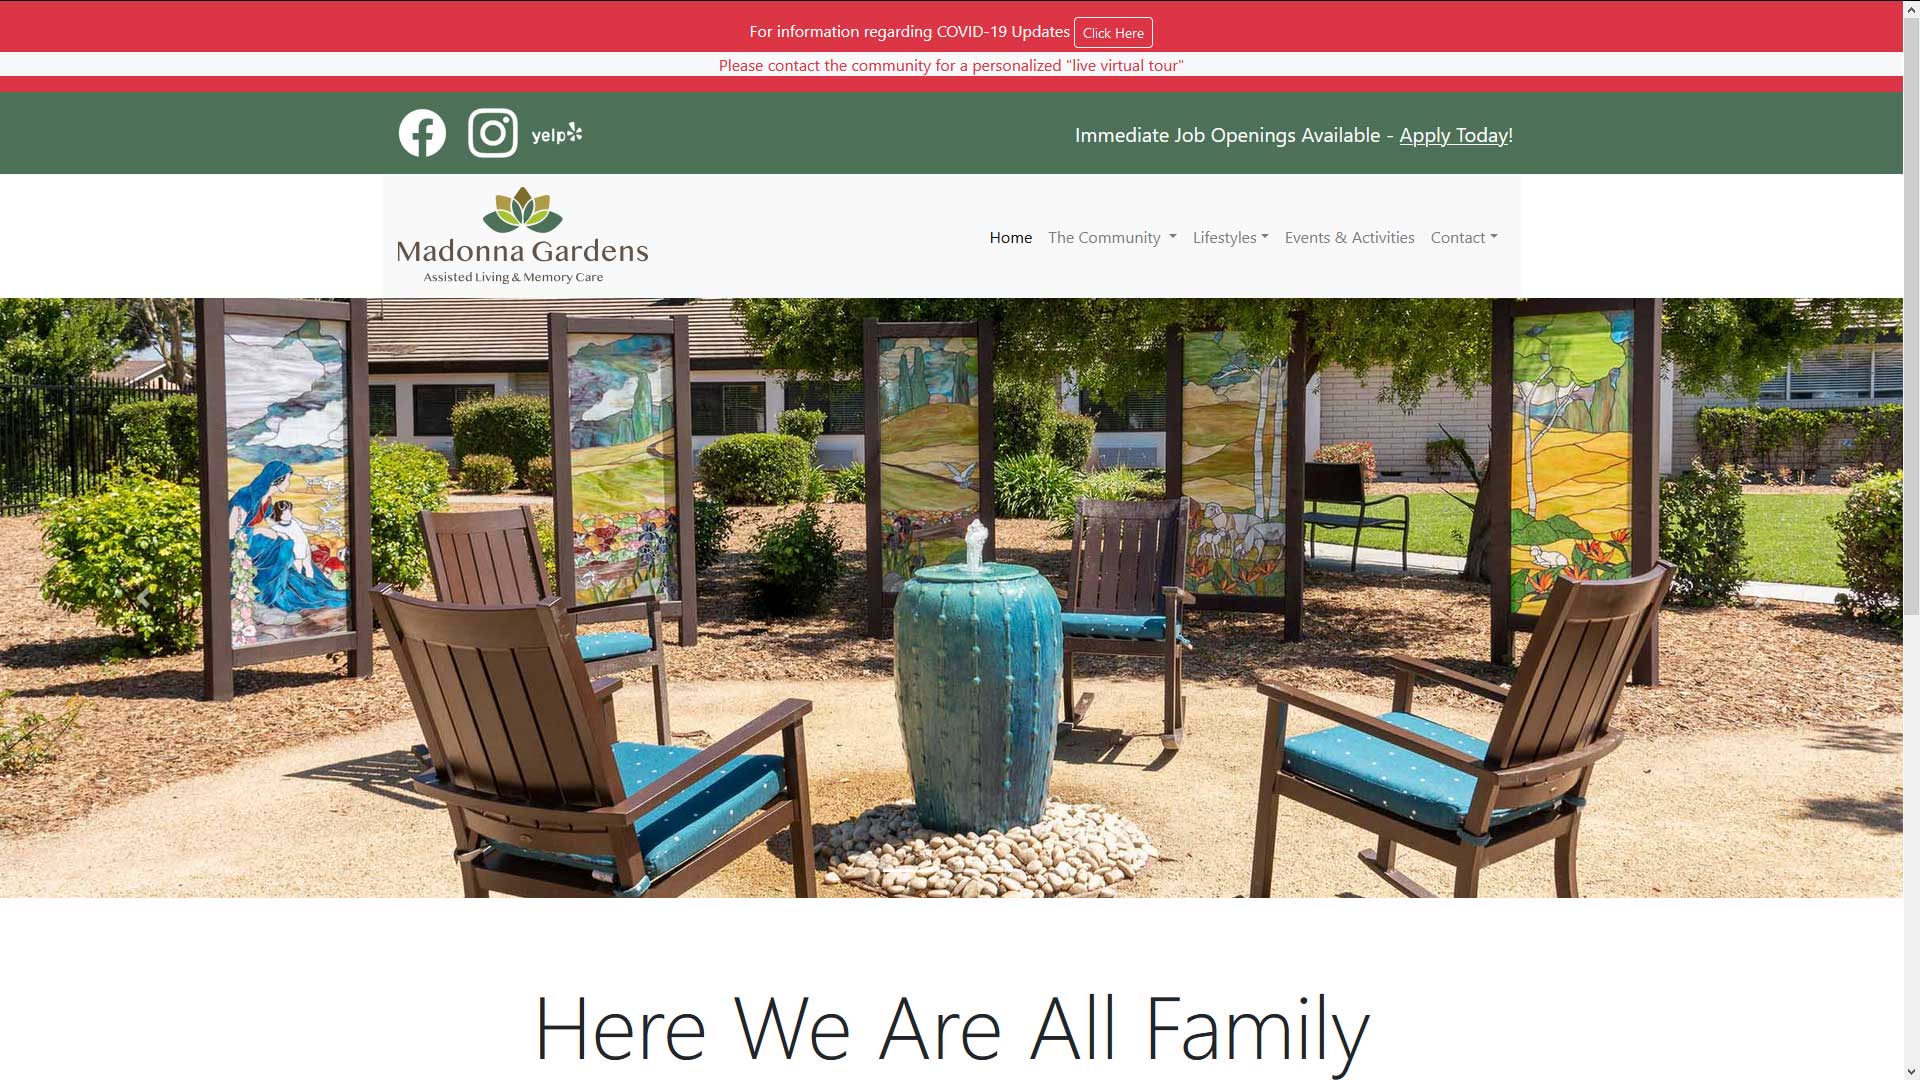 For information regarding COVID-19 Updates Click Here
Please contact the community for a personalized "live virtual tour"
yelp
Immediate Job Openings Available - Apply Today!
Madonna Gardens
Assisted Living & Memory Care
Home The Community Lifestyles Events & Activities Contact
Here We Are All Family